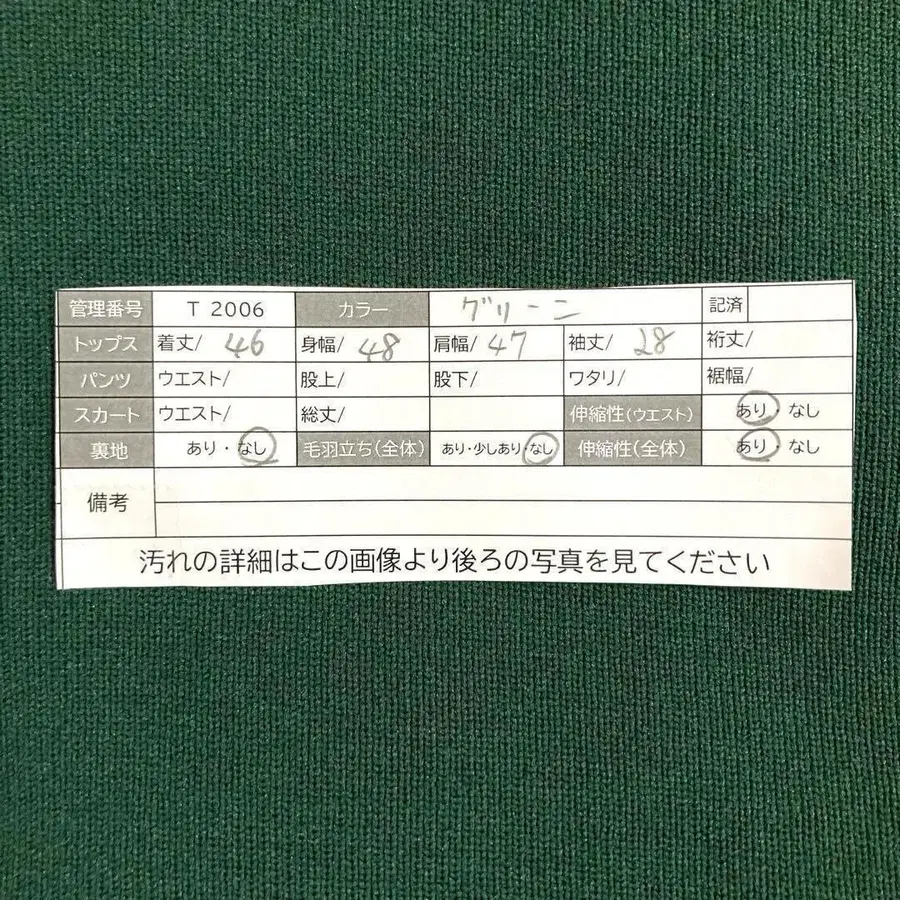 管理番号 T 2006 カラー グリーン 記済
トップス 着丈/ 46 身幅/ 48 肩幅/ 47 袖丈/ 28 裄丈/
パンツ ウエスト/ 股上/ 股下/ ワタリ/ 裾幅/
スカート ウエスト/ 総丈/ 伸縮性(ウエスト) あり・なし
裏地 あり・なし 毛羽立ち(全体) あり・少しあり・なし 伸縮性(全体) あり・なし
備考
汚れの詳細はこの画像より後ろの写真を見てください